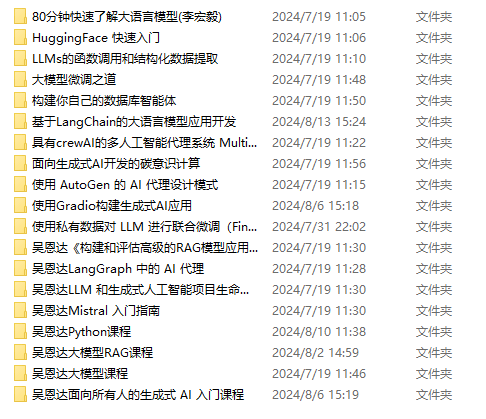 80分钟快速了解大语言模型(李宏毅) 2024/7/19 11:05 文件夹
HuggingFace 快速入门 2024/7/19 11:06 文件夹
LLMs的函数调用和结构化数据提取 2024/7/19 11:10 文件夹
大模型微调之道 2024/7/19 11:48 文件夹
构建你自己的数据库智能体 2024/7/19 11:50 文件夹
基于LangChain的大语言模型应用开发 2024/8/13 15:24 文件夹
具有crewAI的多人工智能代理系统 Multi... 2024/7/19 11:22 文件夹
面向生成式AI开发的碳意识计算 2024/7/19 11:56 文件夹
使用 AutoGen 的 AI 代理设计模式 2024/7/19 11:15 文件夹
使用Gradio构建生成式AI应用 2024/8/6 15:18 文件夹
使用私有数据对 LLM 进行联合微调（Fin... 2024/7/31 22:02 文件夹
吴恩达《构建和评估高级的RAG模型应用... 2024/7/19 11:30 文件夹
吴恩达LangGraph 中的 AI 代理 2024/7/19 11:28 文件夹
吴恩达LLM 和生成式人工智能项目生命... 2024/7/19 11:30 文件夹
吴恩达Mistral 入门指南 2024/7/19 11:30 文件夹
吴恩达Python课程 2024/8/10 11:38 文件夹
吴恩达大模型RAG课程 2024/8/2 14:59 文件夹
吴恩达大模型课程 2024/7/19 11:46 文件夹
吴恩达面向所有人的生成式 AI 入门课程 2024/8/6 15:19 文件夹